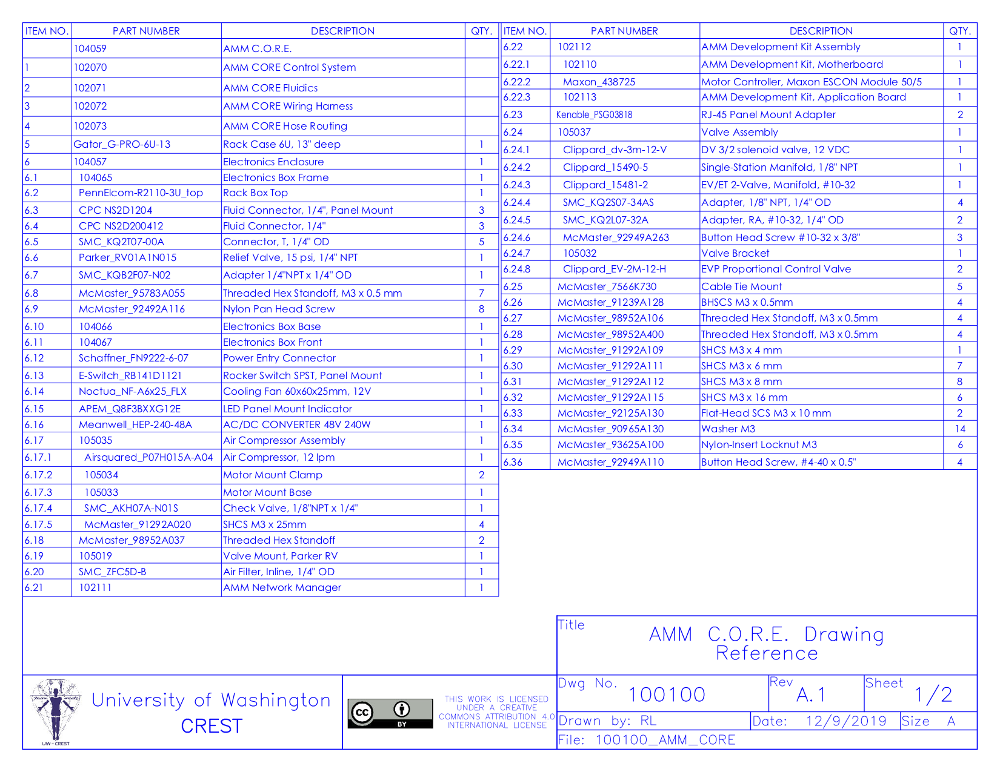 ITEM NO. PART NUMBER DESCRIPTION QTY.
104059 AMM C.O.R.E.
1 102070 AMM CORE Control System
2 102071 AMM CORE Fluidics
3 102072 AMM CORE Wiring Harness
4 102073 AMM CORE Hose Routing
5 Gator_G-PRO-6U-13 Rack Case 6U, 13" deep 1
6 104057 Electronics Enclosure 1
6.1 104065 Electronics Box Frame 1
6.2 PennElcom-R2110-3U_top Rack Box Top 1
6.3 CPC NS2D1204 Fluid Connector, 1/4", Panel Mount 3
6.4 CPC NS2D200412 Fluid Connector, 1/4" 3
6.5 SMC_KQ2T07-00A Connector, T, 1/4" OD 5
6.6 Parker_RV01A1N015 Relief Valve, 15 psi, 1/4" NPT 1
6.7 SMC_KQB2F07-N02 Adapter 1/4"NPT x 1/4" OD 1
6.8 McMaster_95783A055 Threaded Hex Standoff, M3 x 0.5 mm 7
6.9 McMaster_92492A116 Nylon Pan Head Screw 8
6.10 104066 Electronics Box Base 1
6.11 104067 Electronics Box Front 1
6.12 Schaffner_FN9222-6-07 Power Entry Connector 1
6.13 E-Switch_RB141D1121 Rocker Switch SPST, Panel Mount 1
6.14 Noctua_NF-A6x25_FLX Cooling Fan 60x60x25mm, 12V 1
6.15 APEM_Q8F3BXXG12E LED Panel Mount Indicator 1
6.16 Meanwell_HEP-240-48A AC/DC CONVERTER 48V 240W 1
6.17 105035 Air Compressor Assembly 1
6.17.1 Airsquared_P07H015A-A04 Air Compressor, 12 lpm 1
6.17.2 105034 Motor Mount Clamp 2
6.17.3 105033 Motor Mount Base 1
6.17.4 SMC_AKH07A-N01S Check Valve, 1/8"NPT x 1/4" 1
6.17.5 McMaster_91292A020 SHCS M3 x 25mm 4
6.18 McMaster_98952A037 Threaded Hex Standoff 2
6.19 105019 Valve Mount, Parker RV 1
6.20 SMC_ZFC5D-B Air Filter, Inline, 1/4" OD 1
6.21 102111 AMM Network Manager 1
ITEM NO. PART NUMBER DESCRIPTION QTY.
6.22 102112 AMM Development Kit Assembly 1
6.22.1 102110 AMM Development Kit, Motherboard 1
6.22.2 Maxon_438725 Motor Controller, Maxon ESCON Module 50/5 1
6.22.3 102113 AMM Development Kit, Application Board 1
6.23 Kenable_PSG03818 RJ-45 Panel Mount Adapter 2
6.24 105037 Valve Assembly 1
6.24.1 Clippard_dv-3m-12-V DV 3/2 solenoid valve, 12 VDC 1
6.24.2 Clippard_15490-5 Single-Station Manifold, 1/8" NPT 1
6.24.3 Clippard_15481-2 EV/ET 2-Valve, Manifold, #10-32 1
6.24.4 SMC_KQ2S07-34AS Adapter, 1/8" NPT, 1/4" OD 4
6.24.5 SMC_KQ2L07-32A Adapter, RA, #10-32, 1/4" OD 2
6.24.6 McMaster_92949A263 Button Head Screw #10-32 x 3/8" 3
6.24.7 105032 Valve Bracket 1
6.24.8 Clippard_EV-2M-12-H EVP Proportional Control Valve 2
6.25 McMaster_7566K730 Cable Tie Mount 5
6.26 McMaster_91239A128 BHSCS M3 x 0.5mm 4
6.27 McMaster_98952A106 Threaded Hex Standoff, M3 x 0.5mm 4
6.28 McMaster_98952A400 Threaded Hex Standoff, M3 x 0.5mm 4
6.29 McMaster_91292A109 SHCS M3 x 4 mm 1
6.30 McMaster_91292A111 SHCS M3 x 6 mm 7
6.31 McMaster_91292A112 SHCS M3 x 8 mm 8
6.32 McMaster_91292A115 SHCS M3 x 16 mm 6
6.33 McMaster_92125A130 Flat-Head SCS M3 x 10 mm 2
6.34 McMaster_90965A130 Washer M3 14
6.35 McMaster_93625A100 Nylon-Insert Locknut M3 6
6.36 McMaster_92949A110 Button Head Screw, #4-40 x 0.5" 4
Title
AMM C.O.R.E. Drawing
Reference
UW-CREST
University of Washington
CREST
cc
BY
THIS WORK IS LICENSED
UNDER A CREATIVE
COMMONS ATTRIBUTION 4.0
INTERNATIONAL LICENSE
Dwg No. 100100 Rev A.1 Sheet 1/2
Drawn by: RL Date: 12/9/2019 Size A
File: 100100_AMM_CORE